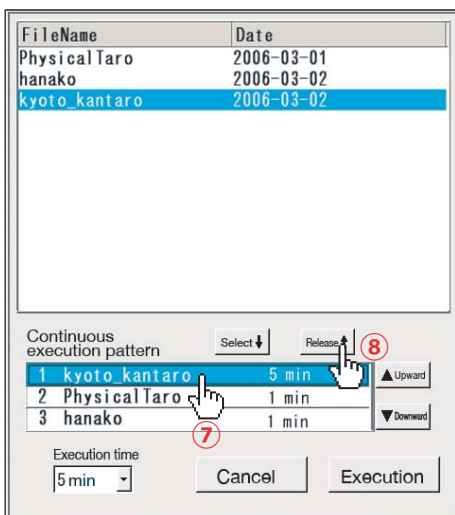 FileName Date
PhysicalTaro 2006-03-01
hanako 2006-03-02
kyoto_kantaro 2006-03-02
Continuous
execution pattern
Select⬇ Release⬆ ⑧
1 kyoto_kantaro 5 min ▲Upward
2 PhysicalTaro 1 min
3 hanako 1 min ▼Downward
⑦
Execution time
5 min Cancel Execution